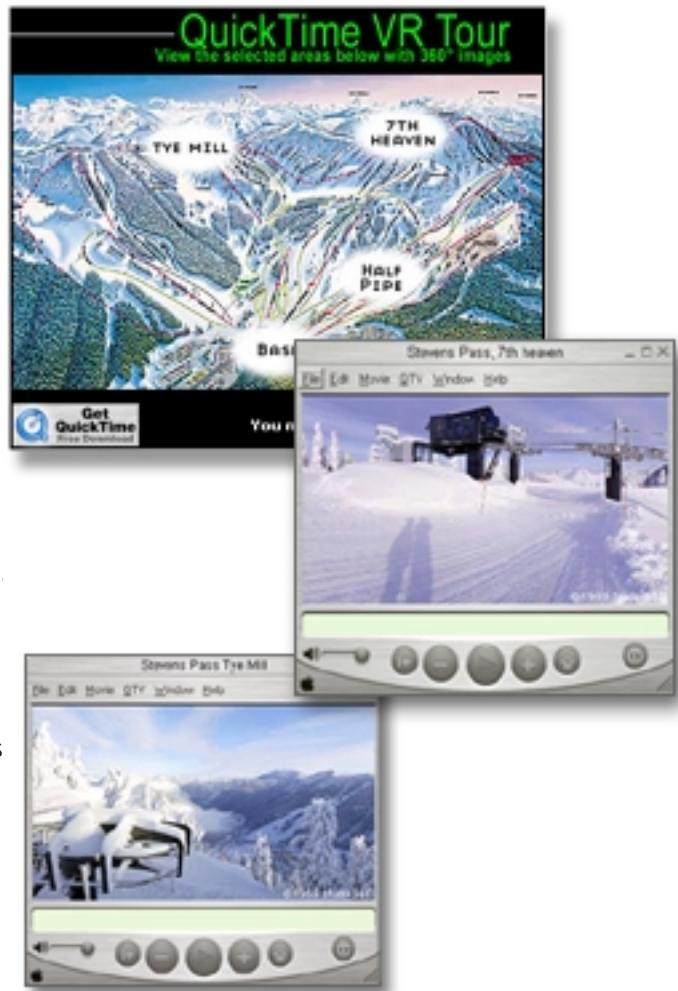 QuickTime VR Tour
View the selected areas below with 360° images
TYE MILL
7TH
HEAVEN
HALF
PIPE
Get
QuickTime
Free Download
You
Stevens Pass, 7th heaven
File Edit Movie QTV Window Help
Stevens Pass Tye Mill
File Edit Movie QTV Window Help
s